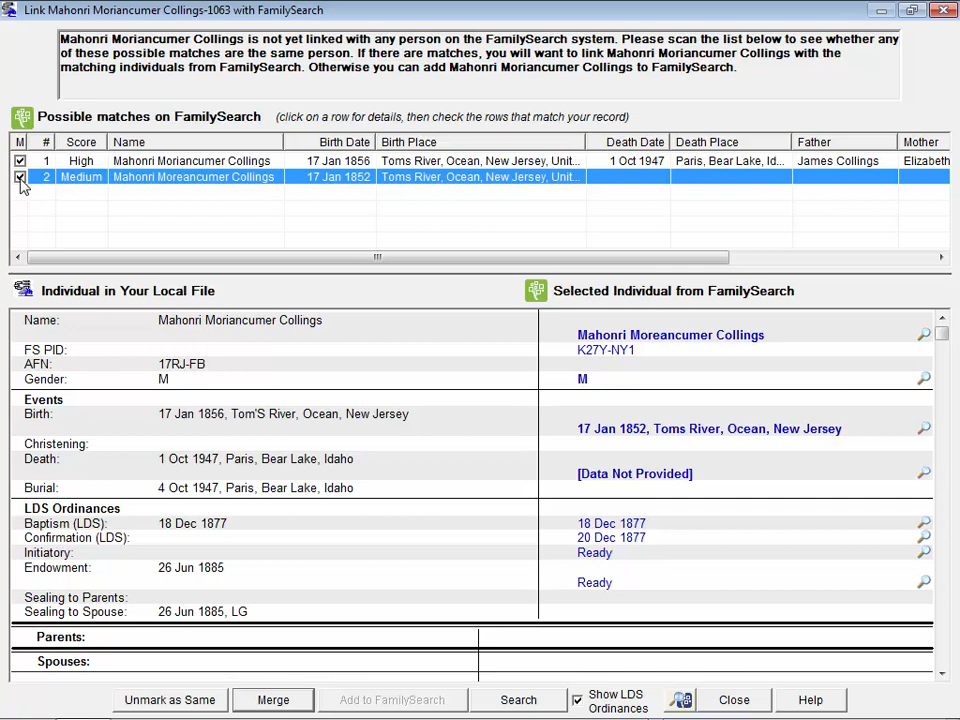 Link Mahonri Moriancumer Collings-1063 with FamilySearch
Mahonri Moriancumer Collings is not yet linked with any person on the FamilySearch system. Please scan the list below to see whether any
of these possible matches are the same person. If there are matches, you will want to link Mahonri Moriancumer Collings with the
matching individuals from FamilySearch. Otherwise you can add Mahonri Moriancumer Collings to FamilySearch.
Possible matches on FamilySearch (click on a row for details, then check the rows that match your record)
M # Score Name Birth Date Birth Place Death Date Death Place Father Mother
1 High Mahonri Moriancumer Collings 17 Jan 1856 Toms River, Ocean, New Jersey, Unit... 1 Oct 1947 Paris, Bear Lake, Id... James Collings Elizabeth
2 Medium Mahonri Moreancumer Collings 17 Jan 1852 Toms River, Ocean, New Jersey, Unit...
Individual in Your Local File Selected Individual from FamilySearch
Name: Mahonri Moriancumer Collings
Mahonri Moreancumer Collings
FS PID: K27Y-NY1
AFN: 17RJ-FB
Gender: M M
Events
Birth: 17 Jan 1856, Tom'S River, Ocean, New Jersey
17 Jan 1852, Toms River, Ocean, New Jersey
Christening:
Death: 1 Oct 1947, Paris, Bear Lake, Idaho
[Data Not Provided]
Burial: 4 Oct 1947, Paris, Bear Lake, Idaho
LDS Ordinances
Baptism (LDS): 18 Dec 1877 18 Dec 1877
Confirmation (LDS): 20 Dec 1877
Initiatory: Ready
Endowment: 26 Jun 1885
Ready
Sealing to Parents:
Sealing to Spouse: 26 Jun 1885, LG
Parents:
Spouses:
Unmark as Same Merge Add to FamilySearch Search Show LDS Ordinances Close Help